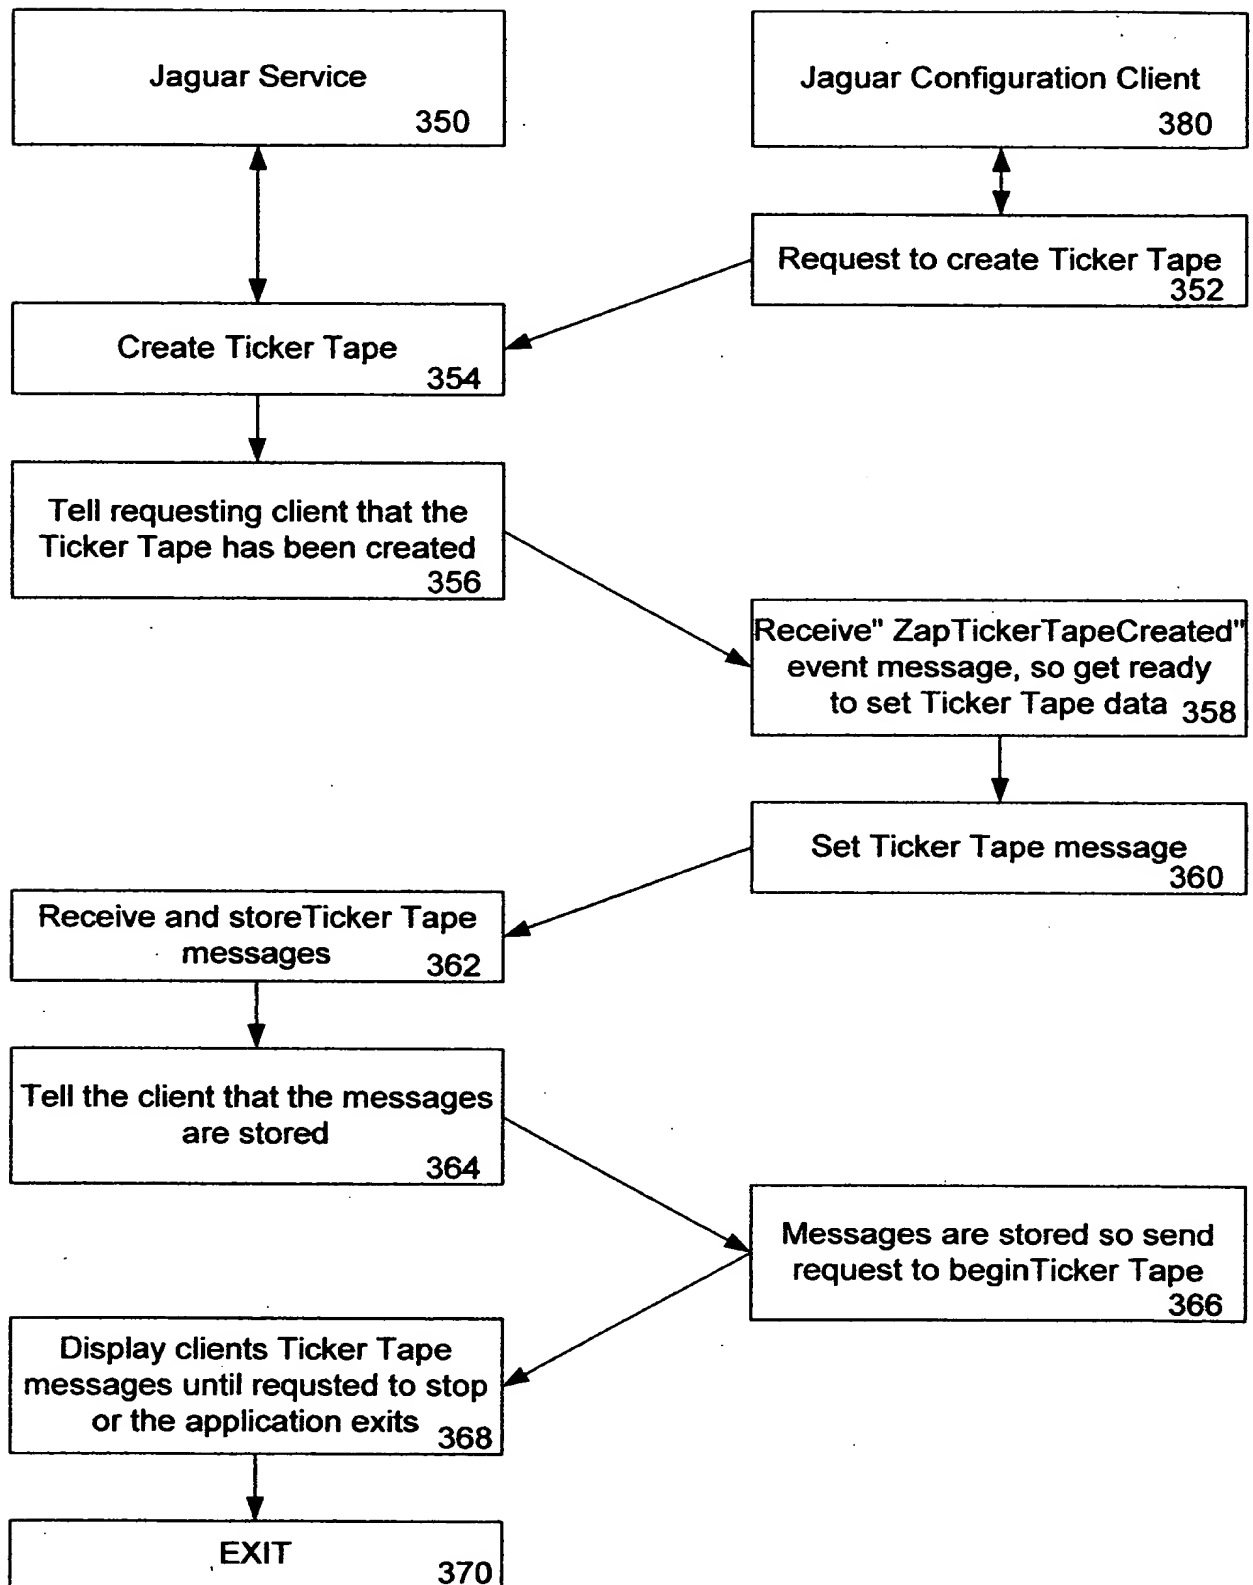 Jaguar Service
350
Jaguar Configuration Client
380
Request to create Ticker Tape
352
Create Ticker Tape
354
Tell requesting client that the
Ticker Tape has been created
356
Receive" ZapTickerTapeCreated"
event message, so get ready
to set Ticker Tape data 358
Set Ticker Tape message
360
Receive and storeTicker Tape
messages 362
Tell the client that the messages
are stored
364
Messages are stored so send
request to beginTicker Tape
366
Display clients Ticker Tape
messages until requsted to stop
or the application exits 368
EXIT
370